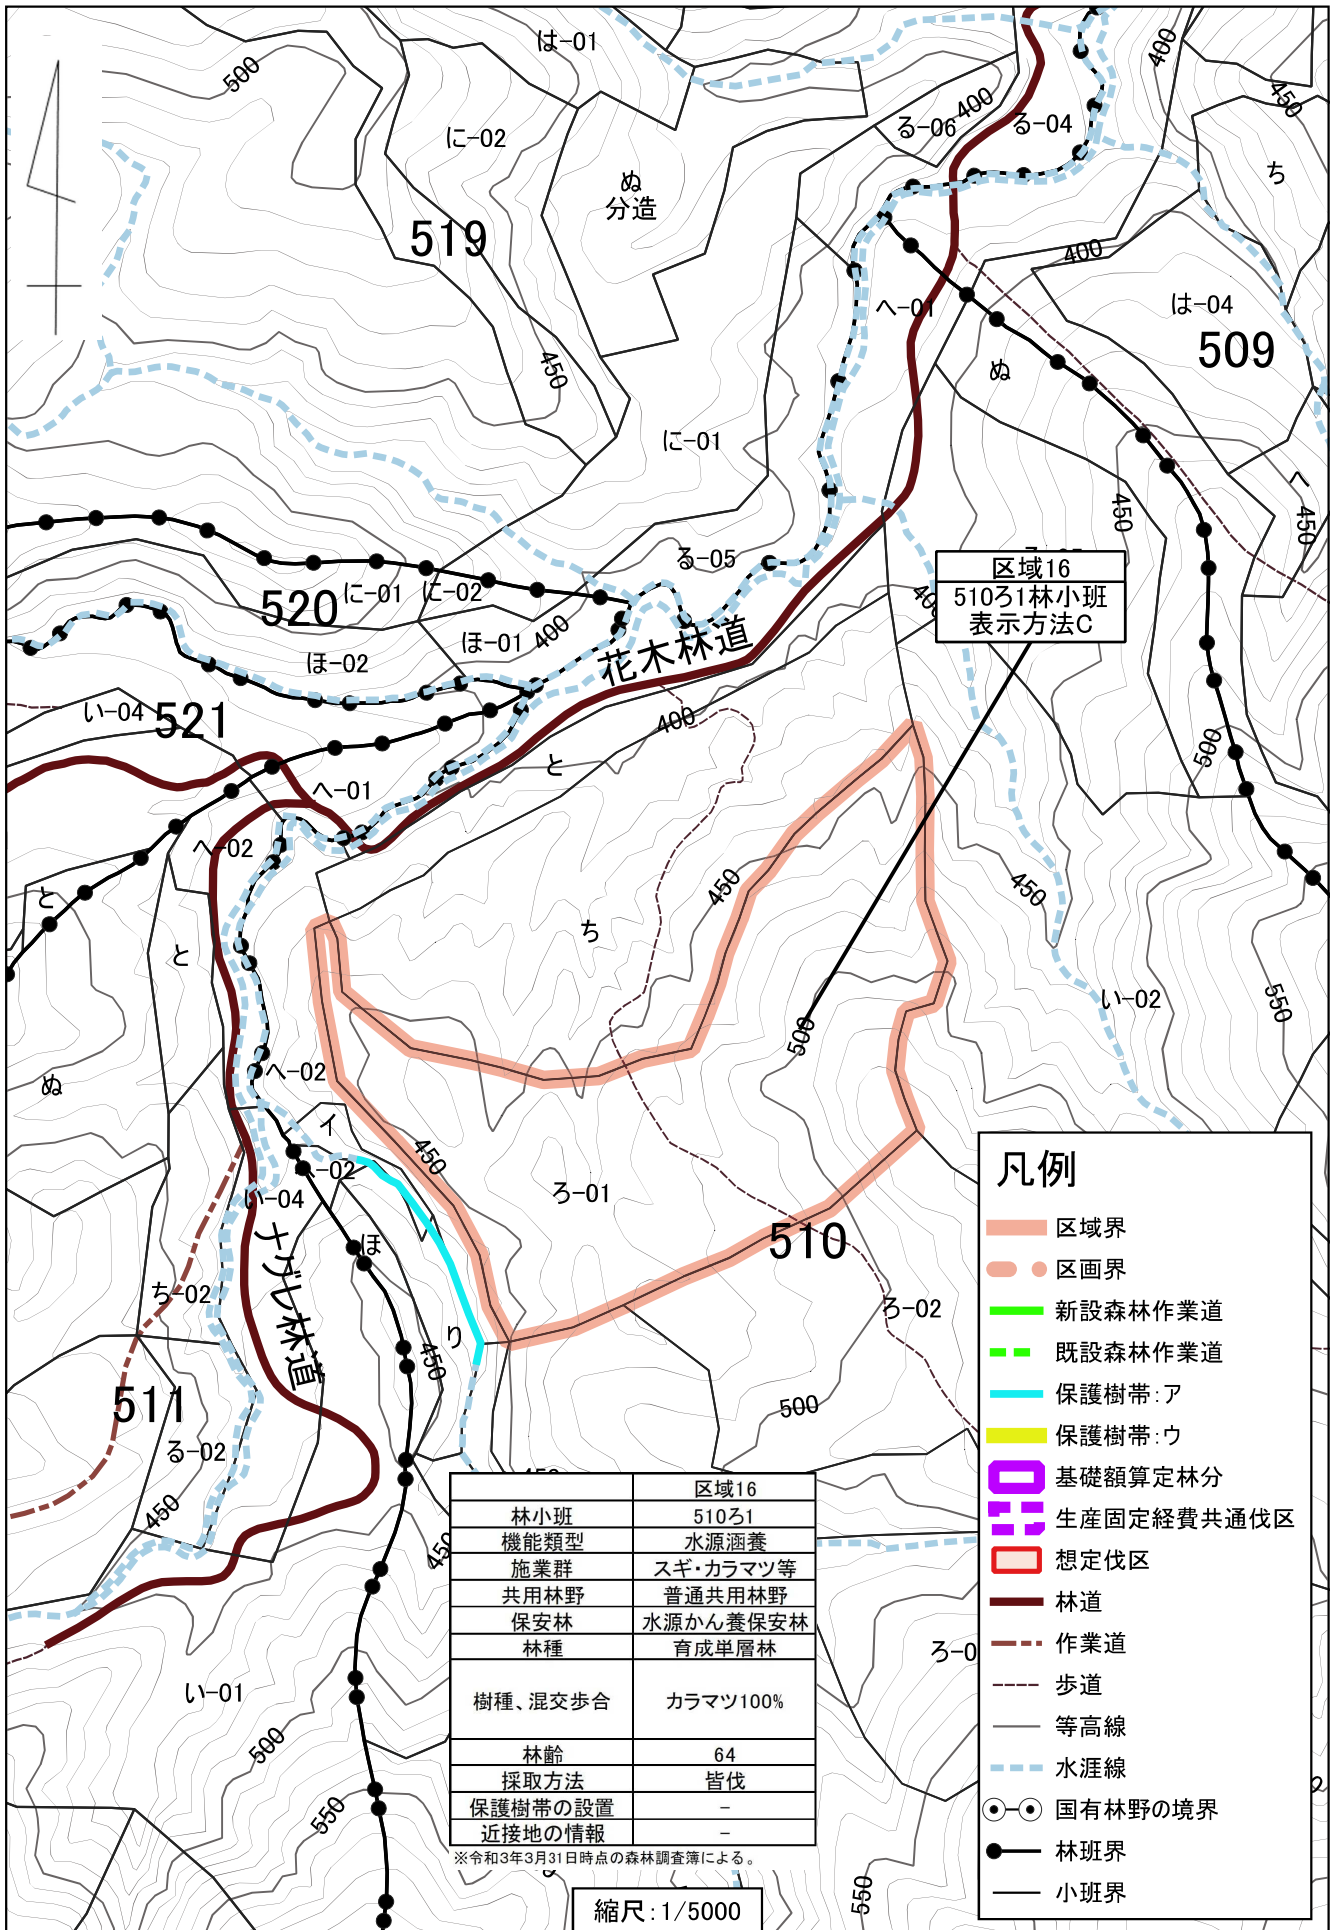 は-01
500
に-02
ぬ
分造
519
450
る-06
400
る-04
400
450
ち
400
は-04
509
へ-01
ぬ
に-01
450
450
へ
る-05
520
に-01
に-02
ほ-01
400
ほ-02
花木林道
400
区域16
510ろ1林小班
表示方法C
い-04
521
へ-01
と
400
500
へ-02
と
と
450
ち
450
500
い-02
550
ぬ
へ-02
イ
-02
い-04
450
ろ-01
510
ろ-02
ほ
ナグレ林道
ち-02
り
450
511
る-02
450
500
450
い-01
500
550
ろ-0
550
区域16
林小班 510ろ1
機能類型 水源涵養
施業群 スギ・カラマツ等
共用林野 普通共用林野
保安林 水源かん養保安林
林種 育成単層林
樹種、混交歩合 カラマツ100%
林齢 64
採取方法 皆伐
保護樹帯の設置 -
近接地の情報 -
※令和3年3月31日時点の森林調査簿による。
縮尺:1/5000
凡例
区域界
区画界
新設森林作業道
既設森林作業道
保護樹帯:ア
保護樹帯:ウ
基礎額算定林分
生産固定経費共通伐区
想定伐区
林道
作業道
歩道
等高線
水涯線
国有林野の境界
林班界
小班界